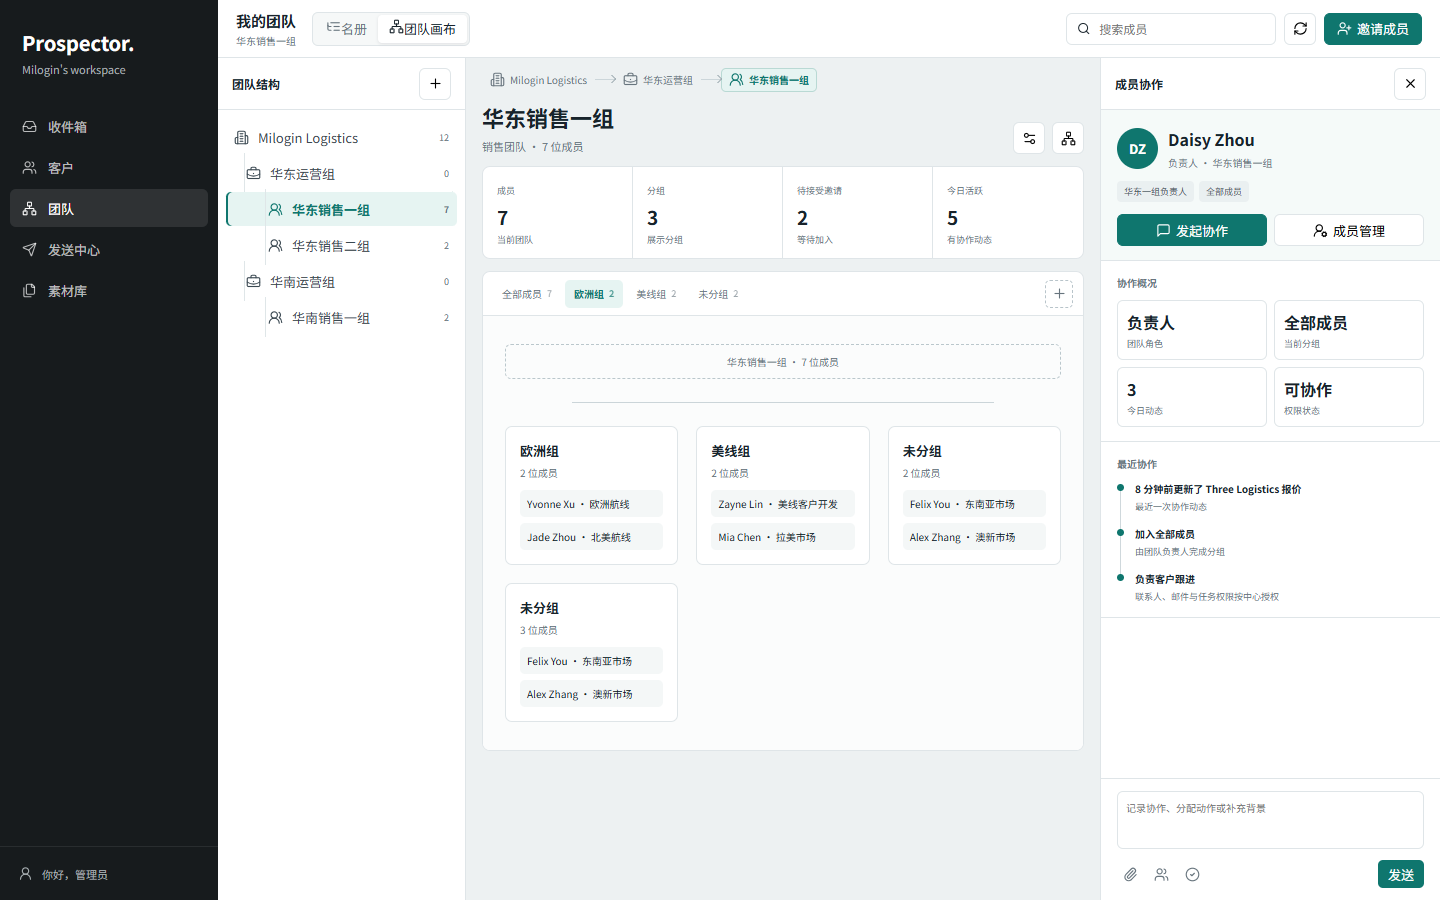 Prospector.
Milogin's workspace
收件箱
客户
团队
发送中心
素材库
你好，管理员
我的团队
华东销售一组
名册
团队画布
搜索成员
邀请成员
团队结构
Milogin Logistics 12
华东运营组 0
华东销售一组 7
华东销售二组 2
华南运营组 0
华南销售一组 2
Milogin Logistics 华东运营组 华东销售一组
华东销售一组
销售团队 · 7 位成员
成员
7
当前团队
分组
3
展示分组
待接受邀请
2
等待加入
今日活跃
5
有协作动态
全部成员 7 欧洲组 2 美线组 2 未分组 2
华东销售一组 · 7 位成员
欧洲组
2 位成员
Yvonne Xu · 欧洲航线
Jade Zhou · 北美航线
美线组
2 位成员
Zayne Lin · 美线客户开发
Mia Chen · 拉美市场
未分组
2 位成员
Felix You · 东南亚市场
Alex Zhang · 澳新市场
未分组
3 位成员
Felix You · 东南亚市场
Alex Zhang · 澳新市场
成员协作
DZ
Daisy Zhou
负责人 · 华东销售一组
华东一组负责人 全部成员
发起协作
成员管理
协作概况
负责人
团队角色
全部成员
当前分组
3
今日动态
可协作
权限状态
最近协作
8 分钟前更新了 Three Logistics 报价
最近一次协作动态
加入全部成员
由团队负责人完成分组
负责客户跟进
联系人、邮件与任务权限按中心授权
记录协作、分配动作或补充背景
发送